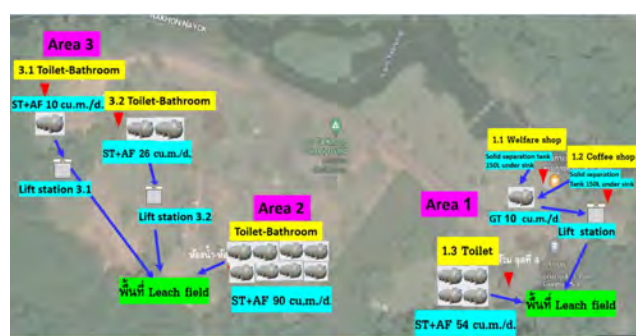 Area 3
3.1 Toilet-Bathroom
ST+AF 10 cu.m./d.
3.2 Toilet-Bathroom
ST+AF 26 cu.m./d.
Lift station 3.1
Lift station 3.2
Area 2
Toilet-Bathroom
ST+AF 90 cu,m./d.
พื้นที่ Leach field
1.1 Welfare shop
Solid separation tank
150L under sink
1.2 Coffee shop
Solid separation
Tank 150L under sink
Area 1
GT 10 cu.m./d.
Lift station
1.3 Toilet
ST+AF 54 cu.m./d.
พื้นที่ Leach field